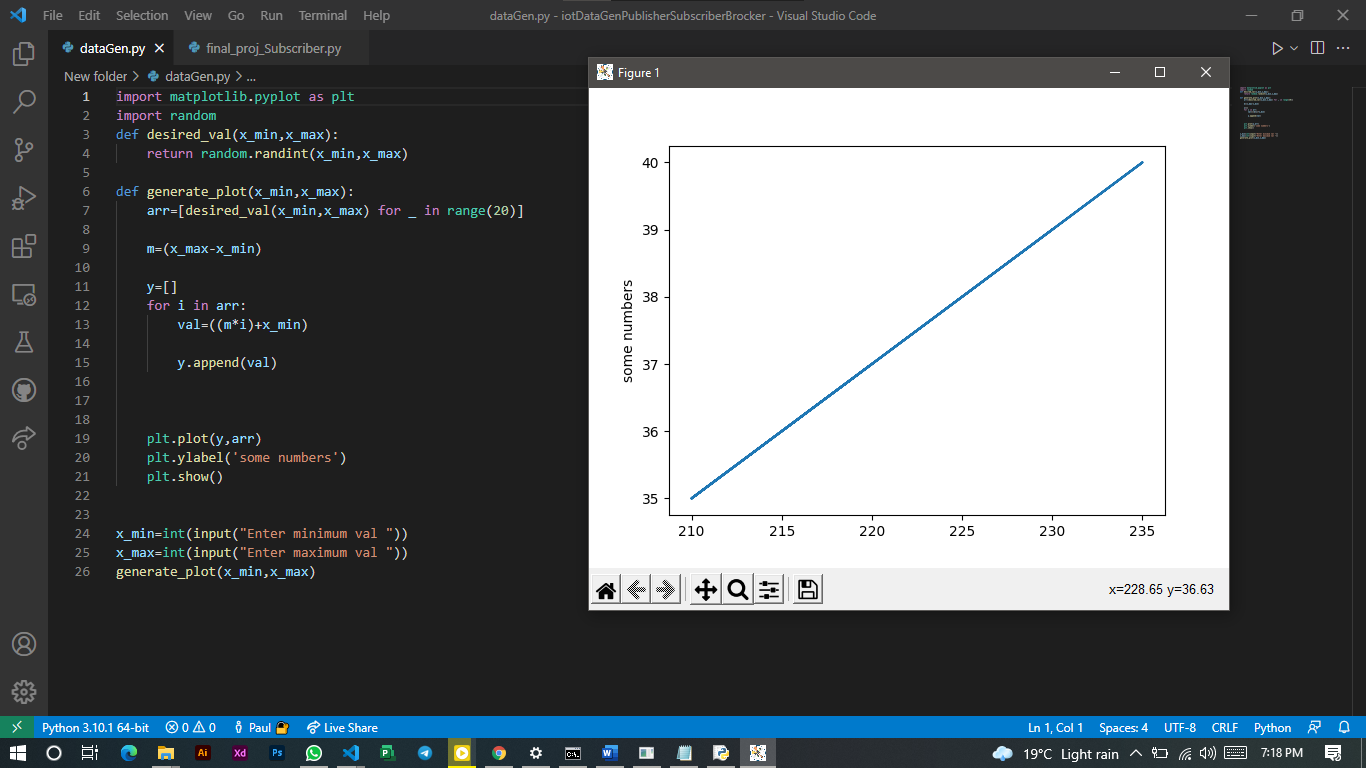 File Edit Selection View Go Run Terminal Help dataGen.py - iotDataGenPublisherSubscriberBrocker - Visual Studio Code
dataGen.py final_proj_Subscriber.py
New folder > dataGen.py > ...
1 import matplotlib.pyplot as plt
2 import random
3 def desired_val(x_min,x_max):
4 return random.randint(x_min,x_max)
5
6 def generate_plot(x_min,x_max):
7 arr=[desired_val(x_min,x_max) for _ in range(20)]
8
9 m=(x_max-x_min)
10
11 y=[]
12 for i in arr:
13 val=((m*i)+x_min)
14
15 y.append(val)
16
17
18
19 plt.plot(y,arr)
20 plt.ylabel('some numbers')
21 plt.show()
22
23
24 x_min=int(input("Enter minimum val "))
25 x_max=int(input("Enter maximum val "))
26 generate_plot(x_min,x_max)
Figure 1
40
39
38
37
36
35
some numbers
210 215 220 225 230 235
x=228.65 y=36.63
Python 3.10.1 64-bit 0 0 Paul Live Share Ln 1, Col 1 Spaces: 4 UTF-8 CRLF Python
Ai Xd Ps P W 19°C Light rain 7:18 PM